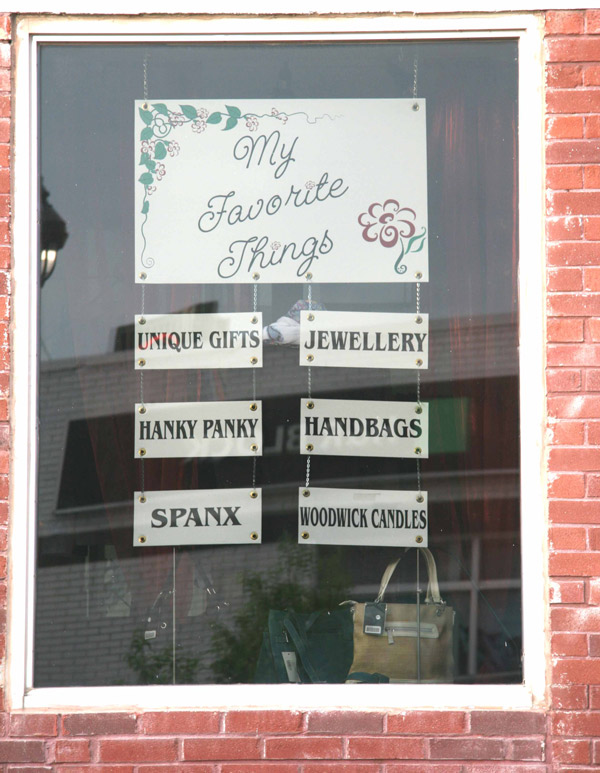 My
Favorite
Things
UNIQUE GIFTS
JEWELLERY
HANKY PANKY
HANDBAGS
SPANX
WOODWICK CANDLES